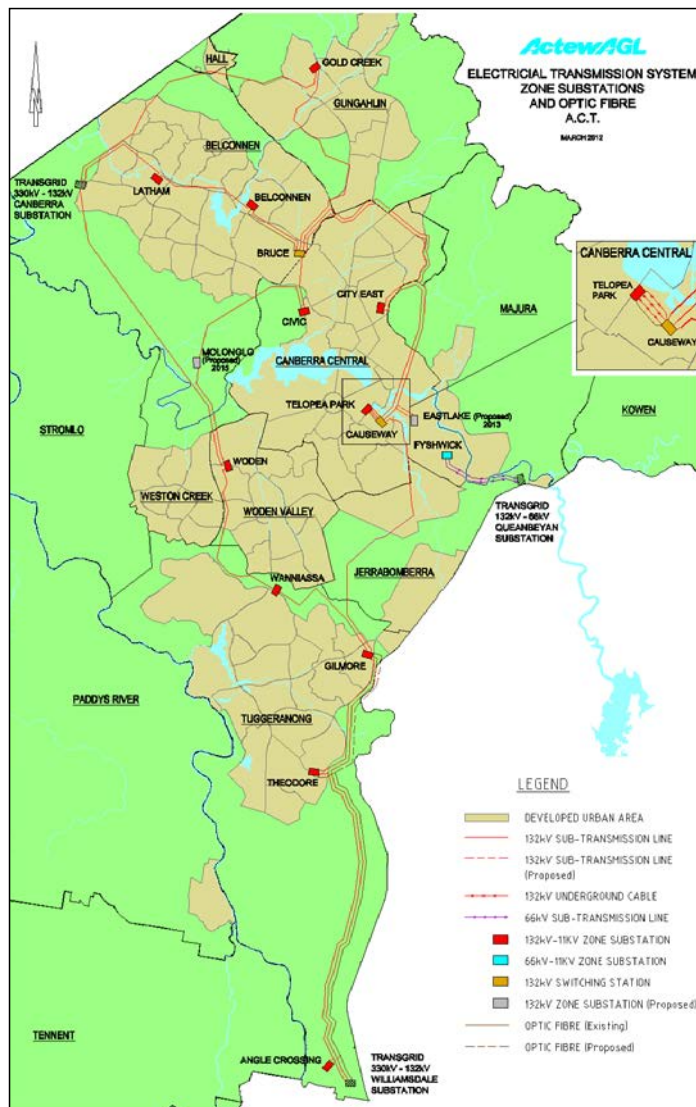 ActewAGL
ELECTRICIAL TRANSMISSION SYSTEM
ZONE SUBSTATIONS
AND OPTIC FIBRE
A.C.T.
MARCH 2012
HALL
GOLD CREEK
GUNGAHLIN
BELCONNEN
TRANSGRID
330kV - 132kV
CANBERRA
SUBSTATION
LATHAM
BELCONNEN
BRUCE
CITY EAST
CIVIC
MAJURA
CANBERRA CENTRAL
TELOPEA
PARK
CAUSEWAY
MOLONGLO
(Proposed)
2015
CANBERRA CENTRAL
TELOPEA PARK
CAUSEWAY
EASTLAKE (Proposed)
2013
KOWEN
STROMLO
FYSHWICK
WODEN
WESTON CREEK
WODEN VALLEY
TRANSGRID
132kV - 66kV
QUEANBEYAN
SUBSTATION
JERRABOMBERRA
WANNIASSA
GILMORE
PADDYS RIVER
TUGGERANONG
THEODORE
LEGEND
DEVELOPED URBAN AREA
132kV SUB-TRANSMISSION LINE
132kV SUB-TRANSMISSION LINE
(Proposed)
132kV UNDERGROUND CABLE
66kV SUB-TRANSMISSION LINE
132kV-11KV ZONE SUBSTATION
66kV-11KV ZONE SUBSTATION
132kV SWITCHING STATION
132kV ZONE SUBSTATION (Proposed)
OPTIC FIBRE (Existing)
OPTIC FIBRE (Proposed)
TENNENT
ANGLE CROSSING
TRANSGRID
330kV - 132kV
WILLIAMSDALE
SUBSTATION